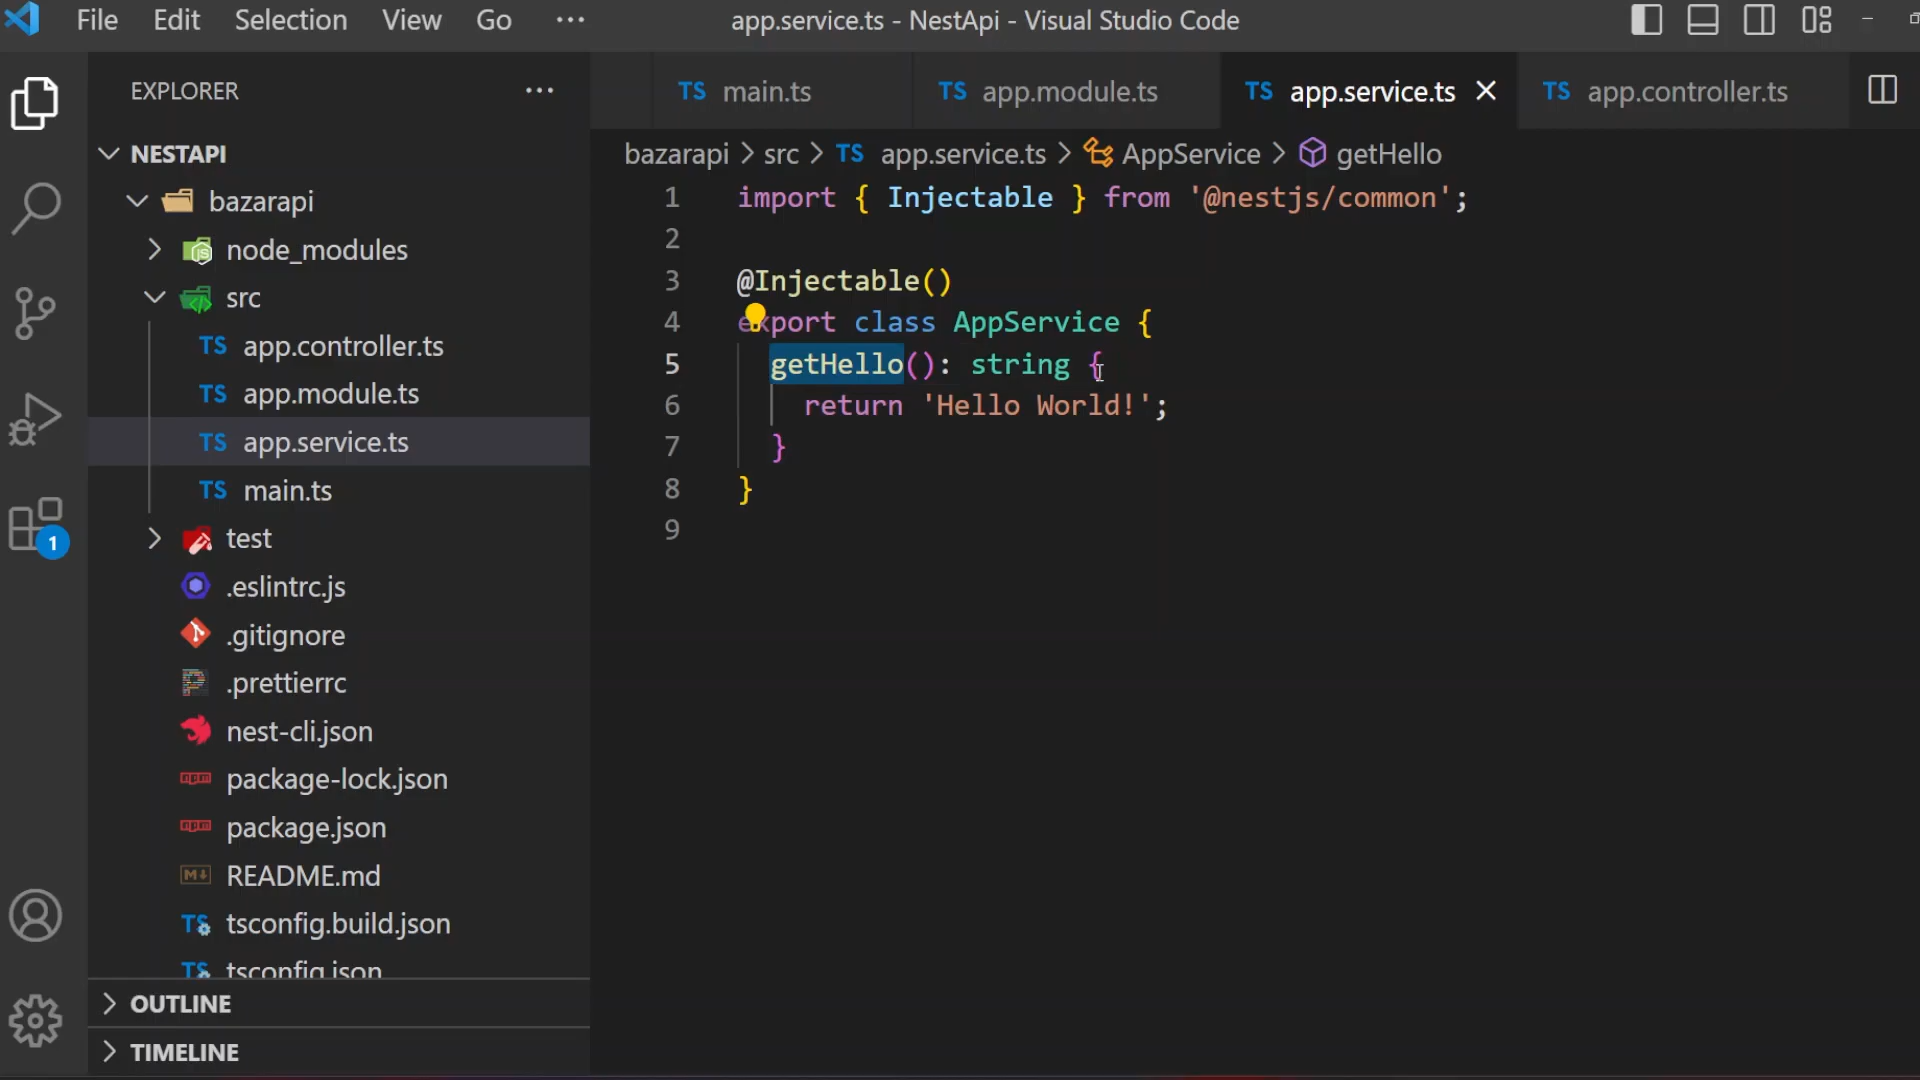 File Edit Selection View Go ···
app.service.ts - NestApi - Visual Studio Code
EXPLORER ···
NESTAPI
bazarapi
node_modules
src
TS app.controller.ts
TS app.module.ts
TS app.service.ts
TS main.ts
test
.eslintrc.js
.gitignore
.prettierrc
nest-cli.json
package-lock.json
package.json
README.md
tsconfig.build.json
tsconfig.json
OUTLINE
TIMELINE
1
TS main.ts
TS app.module.ts
TS app.service.ts
TS app.controller.ts
bazarapi > src > TS app.service.ts > AppService > getHello
1 import { Injectable } from '@nestjs/common';
2
3 @Injectable()
4 export class AppService {
5 getHello(): string {
6 return 'Hello World!';
7 }
8 }
9